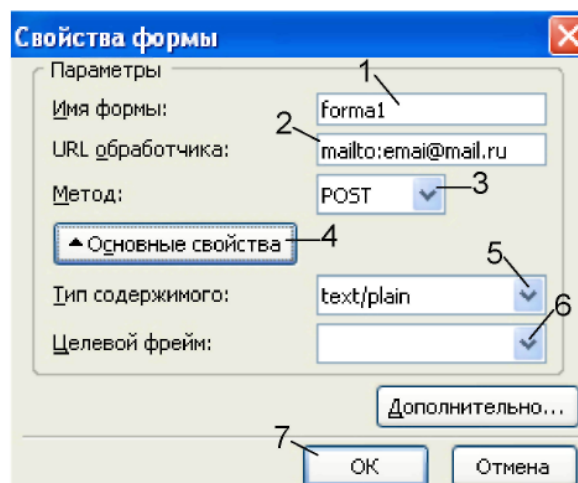 Свойства формы
Параметры
1
Имя формы: forma1
2
URL обработчика: mailto:emai@mail.ru
Метод: POST 3
Основные свойства 4
5
Тип содержимого: text/plain
6
Целевой фрейм:
Дополнительно...
7
ОК Отмена